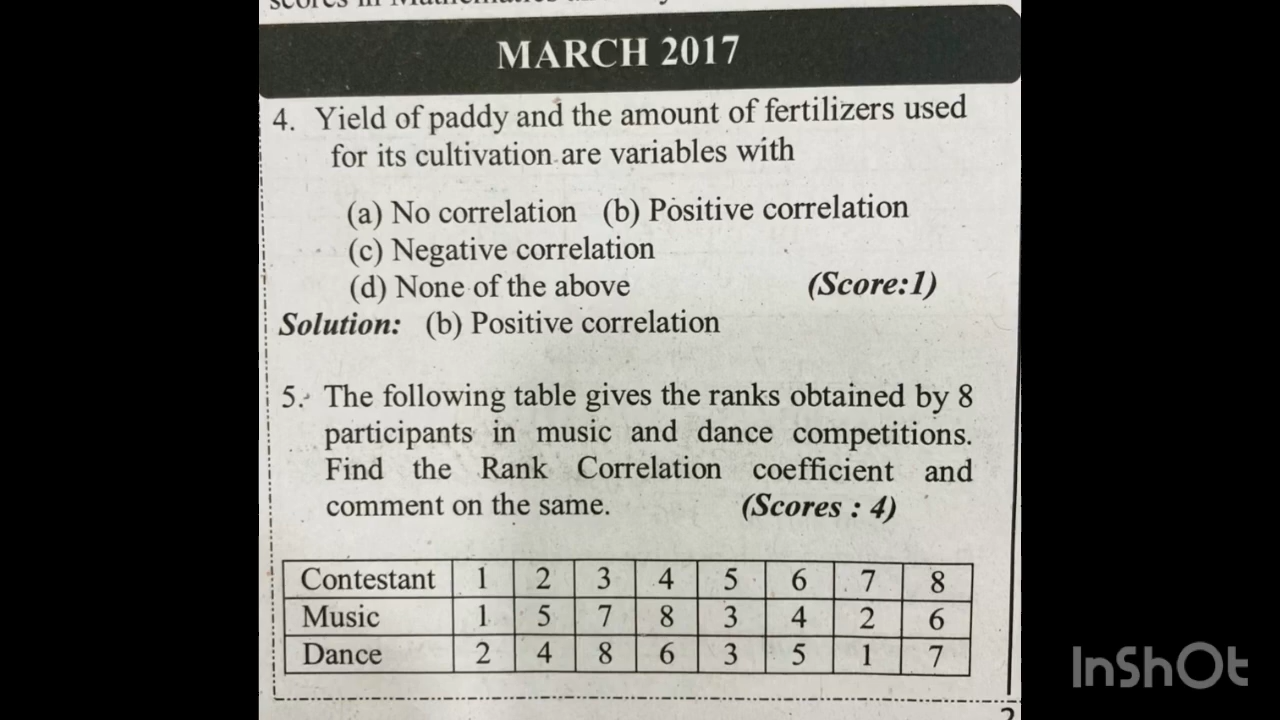 scores in Mathematics
MARCH 2017
4. Yield of paddy and the amount of fertilizers used
for its cultivation are variables with
(a) No correlation (b) Positive correlation
(c) Negative correlation
(d) None of the above (Score:1)
Solution: (b) Positive correlation
5. The following table gives the ranks obtained by 8
participants in music and dance competitions.
Find the Rank Correlation coefficient and
comment on the same. (Scores : 4)
Contestant 1 2 3 4 5 6 7 8
Music 1 5 7 8 3 4 2 6
Dance 2 4 8 6 3 5 1 7
InShOt